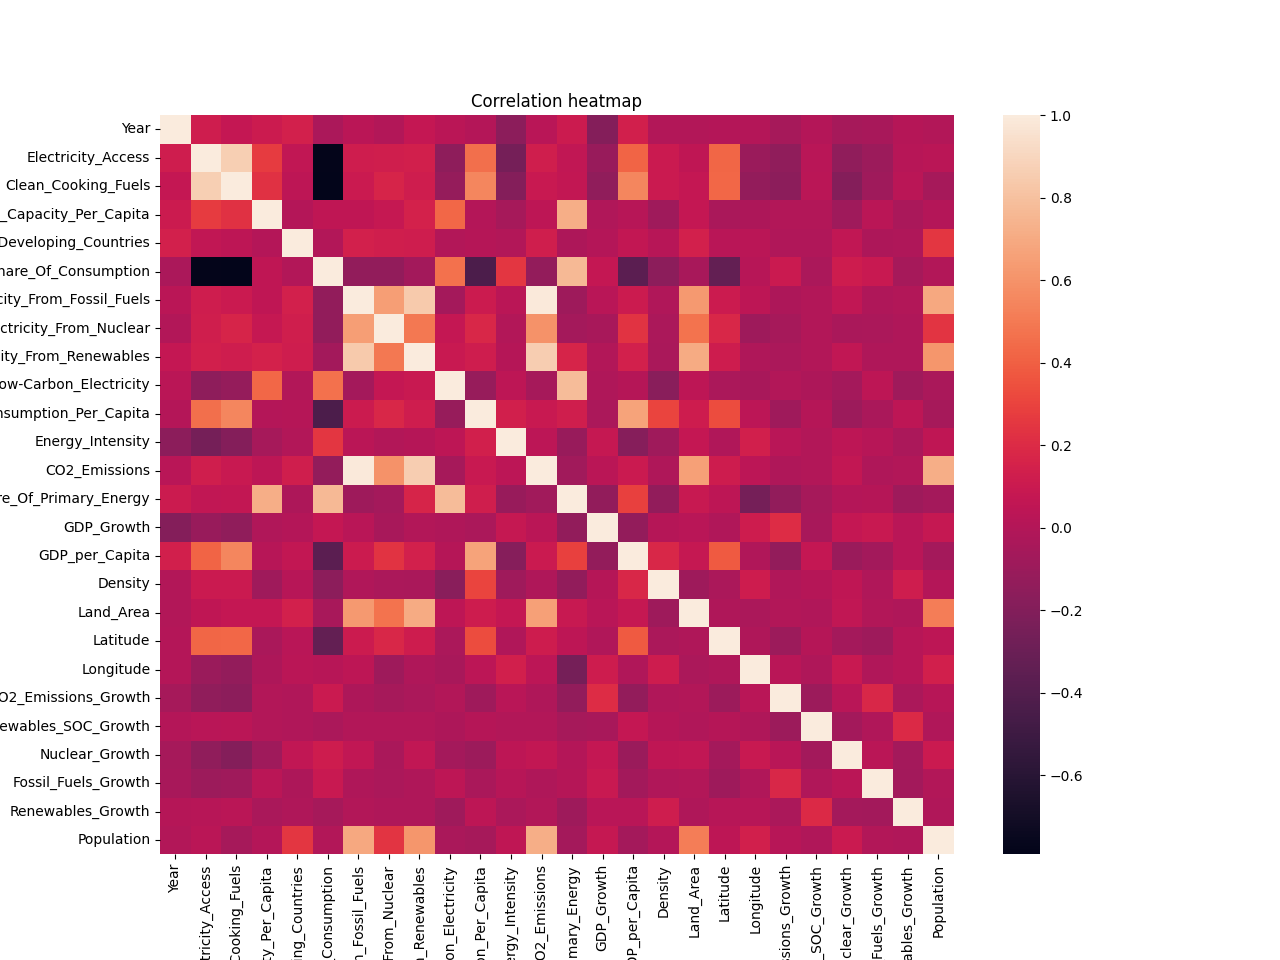 Correlation heatmap
Year
Electricity_Access
Clean_Cooking_Fuels
_Capacity_Per_Capita
Developing_Countries
hare_Of_Consumption
city_From_Fossil_Fuels
ctricity_From_Nuclear
ity_From_Renewables
ow-Carbon_Electricity
nsumption_Per_Capita
Energy_Intensity
CO2_Emissions
re_Of_Primary_Energy
GDP_Growth
GDP_per_Capita
Density
Land_Area
Latitude
Longitude
O2_Emissions_Growth
ewables_SOC_Growth
Nuclear_Growth
Fossil_Fuels_Growth
Renewables_Growth
Population
Year
tricity_Access
Cooking_Fuels
ty_Per_Capita
ing_Countries
_Consumption
n_Fossil_Fuels
From_Nuclear
_Renewables
on_Electricity
on_Per_Capita
ergy_Intensity
O2_Emissions
mary_Energy
GDP_Growth
DP_per_Capita
Density
Land_Area
Latitude
Longitude
ssions_Growth
_SOC_Growth
clear_Growth
Fuels_Growth
ables_Growth
Population
1.0
0.8
0.6
0.4
0.2
0.0
−0.2
−0.4
−0.6